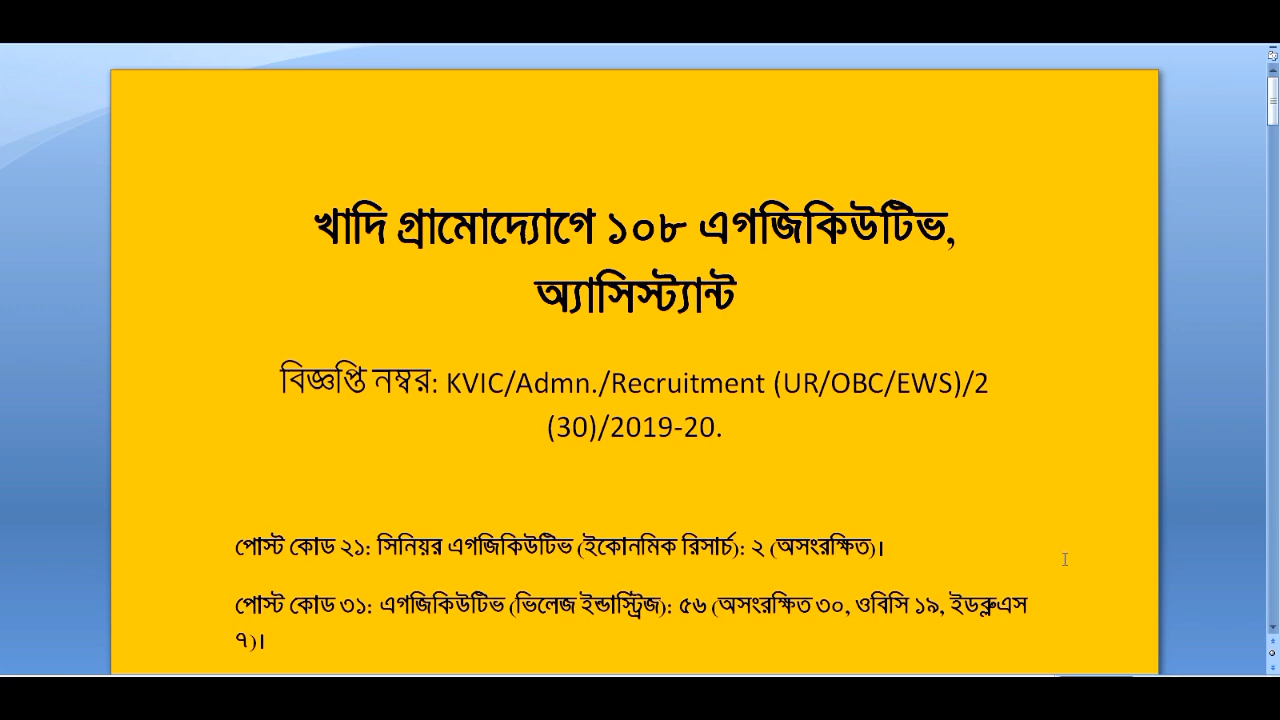 খাদি গ্রামোদ্যোগে ১০৮ এগজিকিউটিভ,
অ্যাসিস্ট্যান্ট
বিজ্ঞপ্তি নম্বর: KVIC/Admn./Recruitment (UR/OBC/EWS)/2
(30)/2019-20.
পোস্ট কোড ২১: সিনিয়র এগজিকিউটিভ (ইকোনমিক রিসার্চ): ২ (অসংরক্ষিত)।
পোস্ট কোড ৩১: এগজিকিউটিভ (ভিলেজ ইন্ডাস্ট্রিজ): ৫৬ (অসংরক্ষিত ৩০, ওবিসি ১৯, ইডব্লুএস
৭)।